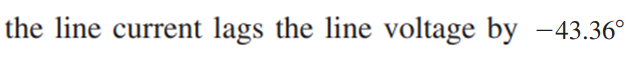 the line current lags the line voltage by −43.36°